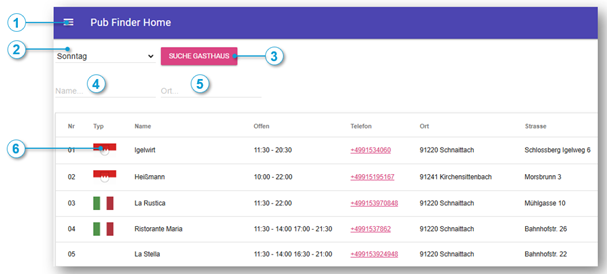 1 Pub Finder Home
2
Sonntag SUCHE GASTHAUS 3
4 5
Name... Ort...
Nr Typ Name Offen Telefon Ort Strasse
6
01 Igelwirt 11:30 - 20:30 +4991534060 91220 Schnaittach Schlossberg Igelweg 6
02 Heißmann 10:00 - 22:00 +49915195167 91241 Kirchensittenbach Morsbrunn 3
03 La Rustica 11:30 - 22:00 +499153970848 91220 Schnaittach Mühlgasse 10
04 Ristorante Maria 11:30 - 14:00 17:00 - 21:30 +4991537862 91220 Schnaittach Bahnhofstr. 26
05 La Stella 11:30 - 14:00 16:30 - 21:00 +499153924948 91220 Schnaittach Bahnhofstr. 22